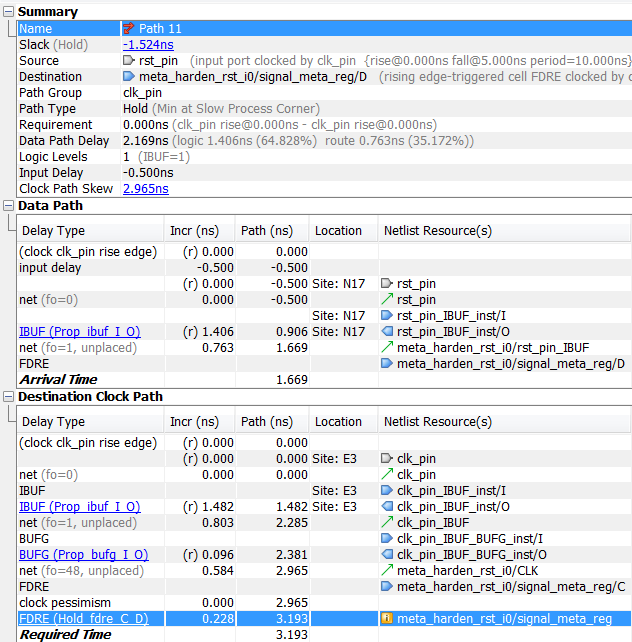 Summary
Name Path 11
Slack (Hold) -1.524ns
Source rst_pin (input port clocked by clk_pin {rise@0.000ns fall@5.000ns period=10.000ns}
Destination meta_harden_rst_i0/signal_meta_reg/D (rising edge-triggered cell FDRE clocked by c
Path Group clk_pin
Path Type Hold (Min at Slow Process Corner)
Requirement 0.000ns (clk_pin rise@0.000ns - clk_pin rise@0.000ns)
Data Path Delay 2.169ns (logic 1.406ns (64.828%) route 0.763ns (35.172%))
Logic Levels 1 (IBUF=1)
Input Delay -0.500ns
Clock Path Skew 2.965ns
Data Path
Delay Type Incr (ns) Path (ns) Location Netlist Resource(s)
(clock clk_pin rise edge) (r) 0.000 0.000
input delay -0.500 -0.500
(r) 0.000 -0.500 Site: N17 rst_pin
net (fo=0) 0.000 -0.500 rst_pin
Site: N17 rst_pin_IBUF_inst/I
IBUF (Prop_ibuf_I_O) (r) 1.406 0.906 Site: N17 rst_pin_IBUF_inst/O
net (fo=1, unplaced) 0.763 1.669 meta_harden_rst_i0/rst_pin_IBUF
FDRE meta_harden_rst_i0/signal_meta_reg/D
Arrival Time 1.669
Destination Clock Path
Delay Type Incr (ns) Path (ns) Location Netlist Resource(s)
(clock clk_pin rise edge) (r) 0.000 0.000
(r) 0.000 0.000 Site: E3 clk_pin
net (fo=0) 0.000 0.000 clk_pin
IBUF Site: E3 clk_pin_IBUF_inst/I
IBUF (Prop_ibuf_I_O) (r) 1.482 1.482 Site: E3 clk_pin_IBUF_inst/O
net (fo=1, unplaced) 0.803 2.285 clk_pin_IBUF
BUFG clk_pin_IBUF_BUFG_inst/I
BUFG (Prop_bufg_I_O) (r) 0.096 2.381 clk_pin_IBUF_BUFG_inst/O
net (fo=48, unplaced) 0.584 2.965 meta_harden_rst_i0/CLK
FDRE meta_harden_rst_i0/signal_meta_reg/C
clock pessimism 0.000 2.965
FDRE (Hold_fdre_C_D) 0.228 3.193 meta_harden_rst_i0/signal_meta_reg
Required Time 3.193